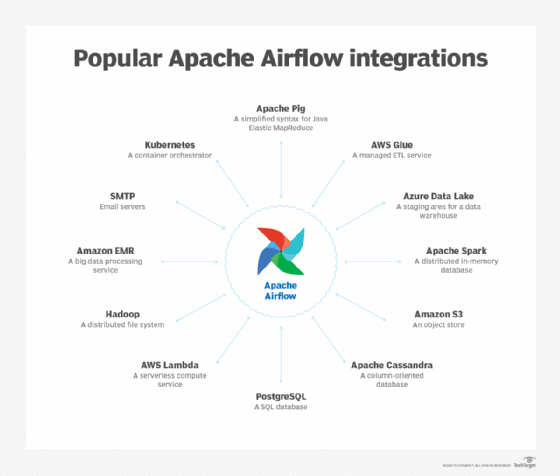 Popular Apache Airflow integrations
Apache Pig
A simplified syntax for Java
Elastic MapReduce
Kubernetes
A container orchestrator
AWS Glue
A managed ETL service
SMTP
Email servers
Azure Data Lake
A staging area for a data
warehouse
Amazon EMR
A big data processing
service
Apache
Airflow
Apache Spark
A distributed in-memory
database
Hadoop
A distributed file system
Amazon S3
An object store
AWS Lambda
A serverless compute
service
Apache Cassandra
A column-oriented
database
PostgreSQL
A SQL database
TechTarget